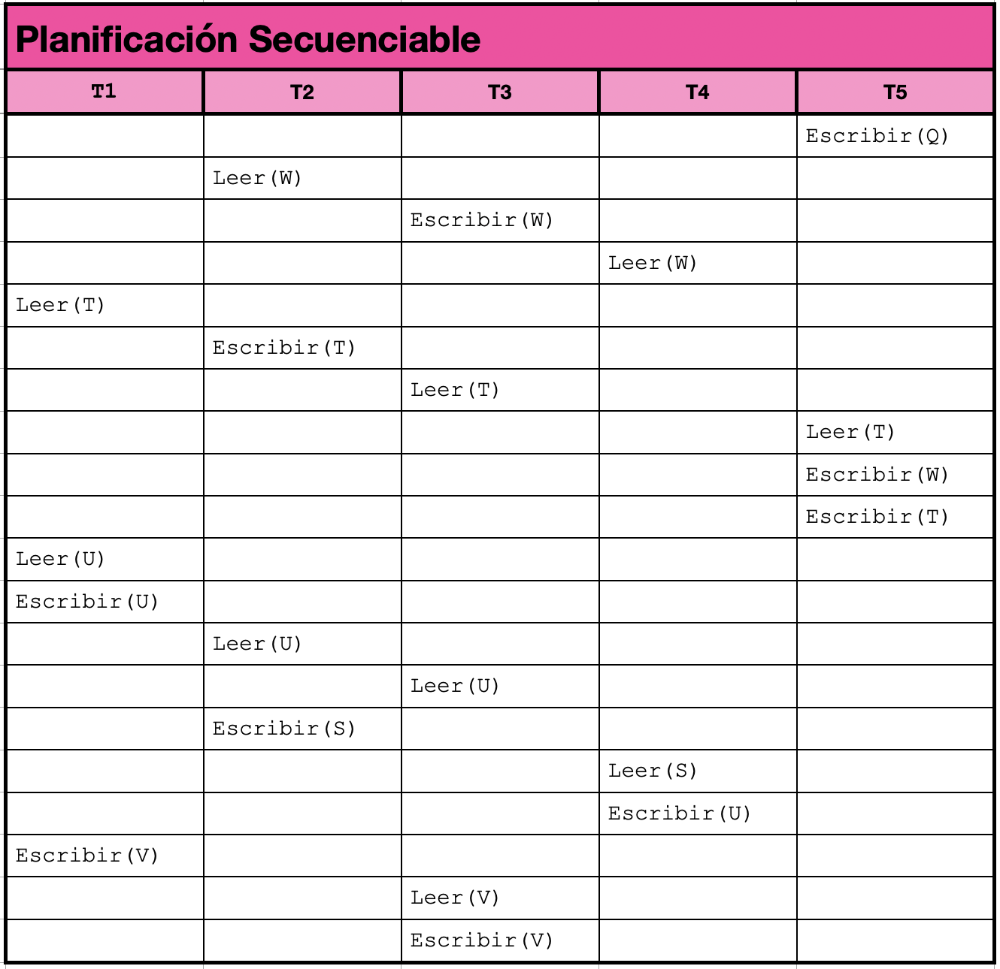 Planificación Secuenciable
T1 T2 T3 T4 T5
Escribir(Q)
Leer(W)
Escribir(W)
Leer(W)
Leer(T)
Escribir(T)
Leer(T)
Leer(T)
Escribir(W)
Escribir(T)
Leer(U)
Escribir(U)
Leer(U)
Leer(U)
Escribir(S)
Leer(S)
Escribir(U)
Escribir(V)
Leer(V)
Escribir(V)